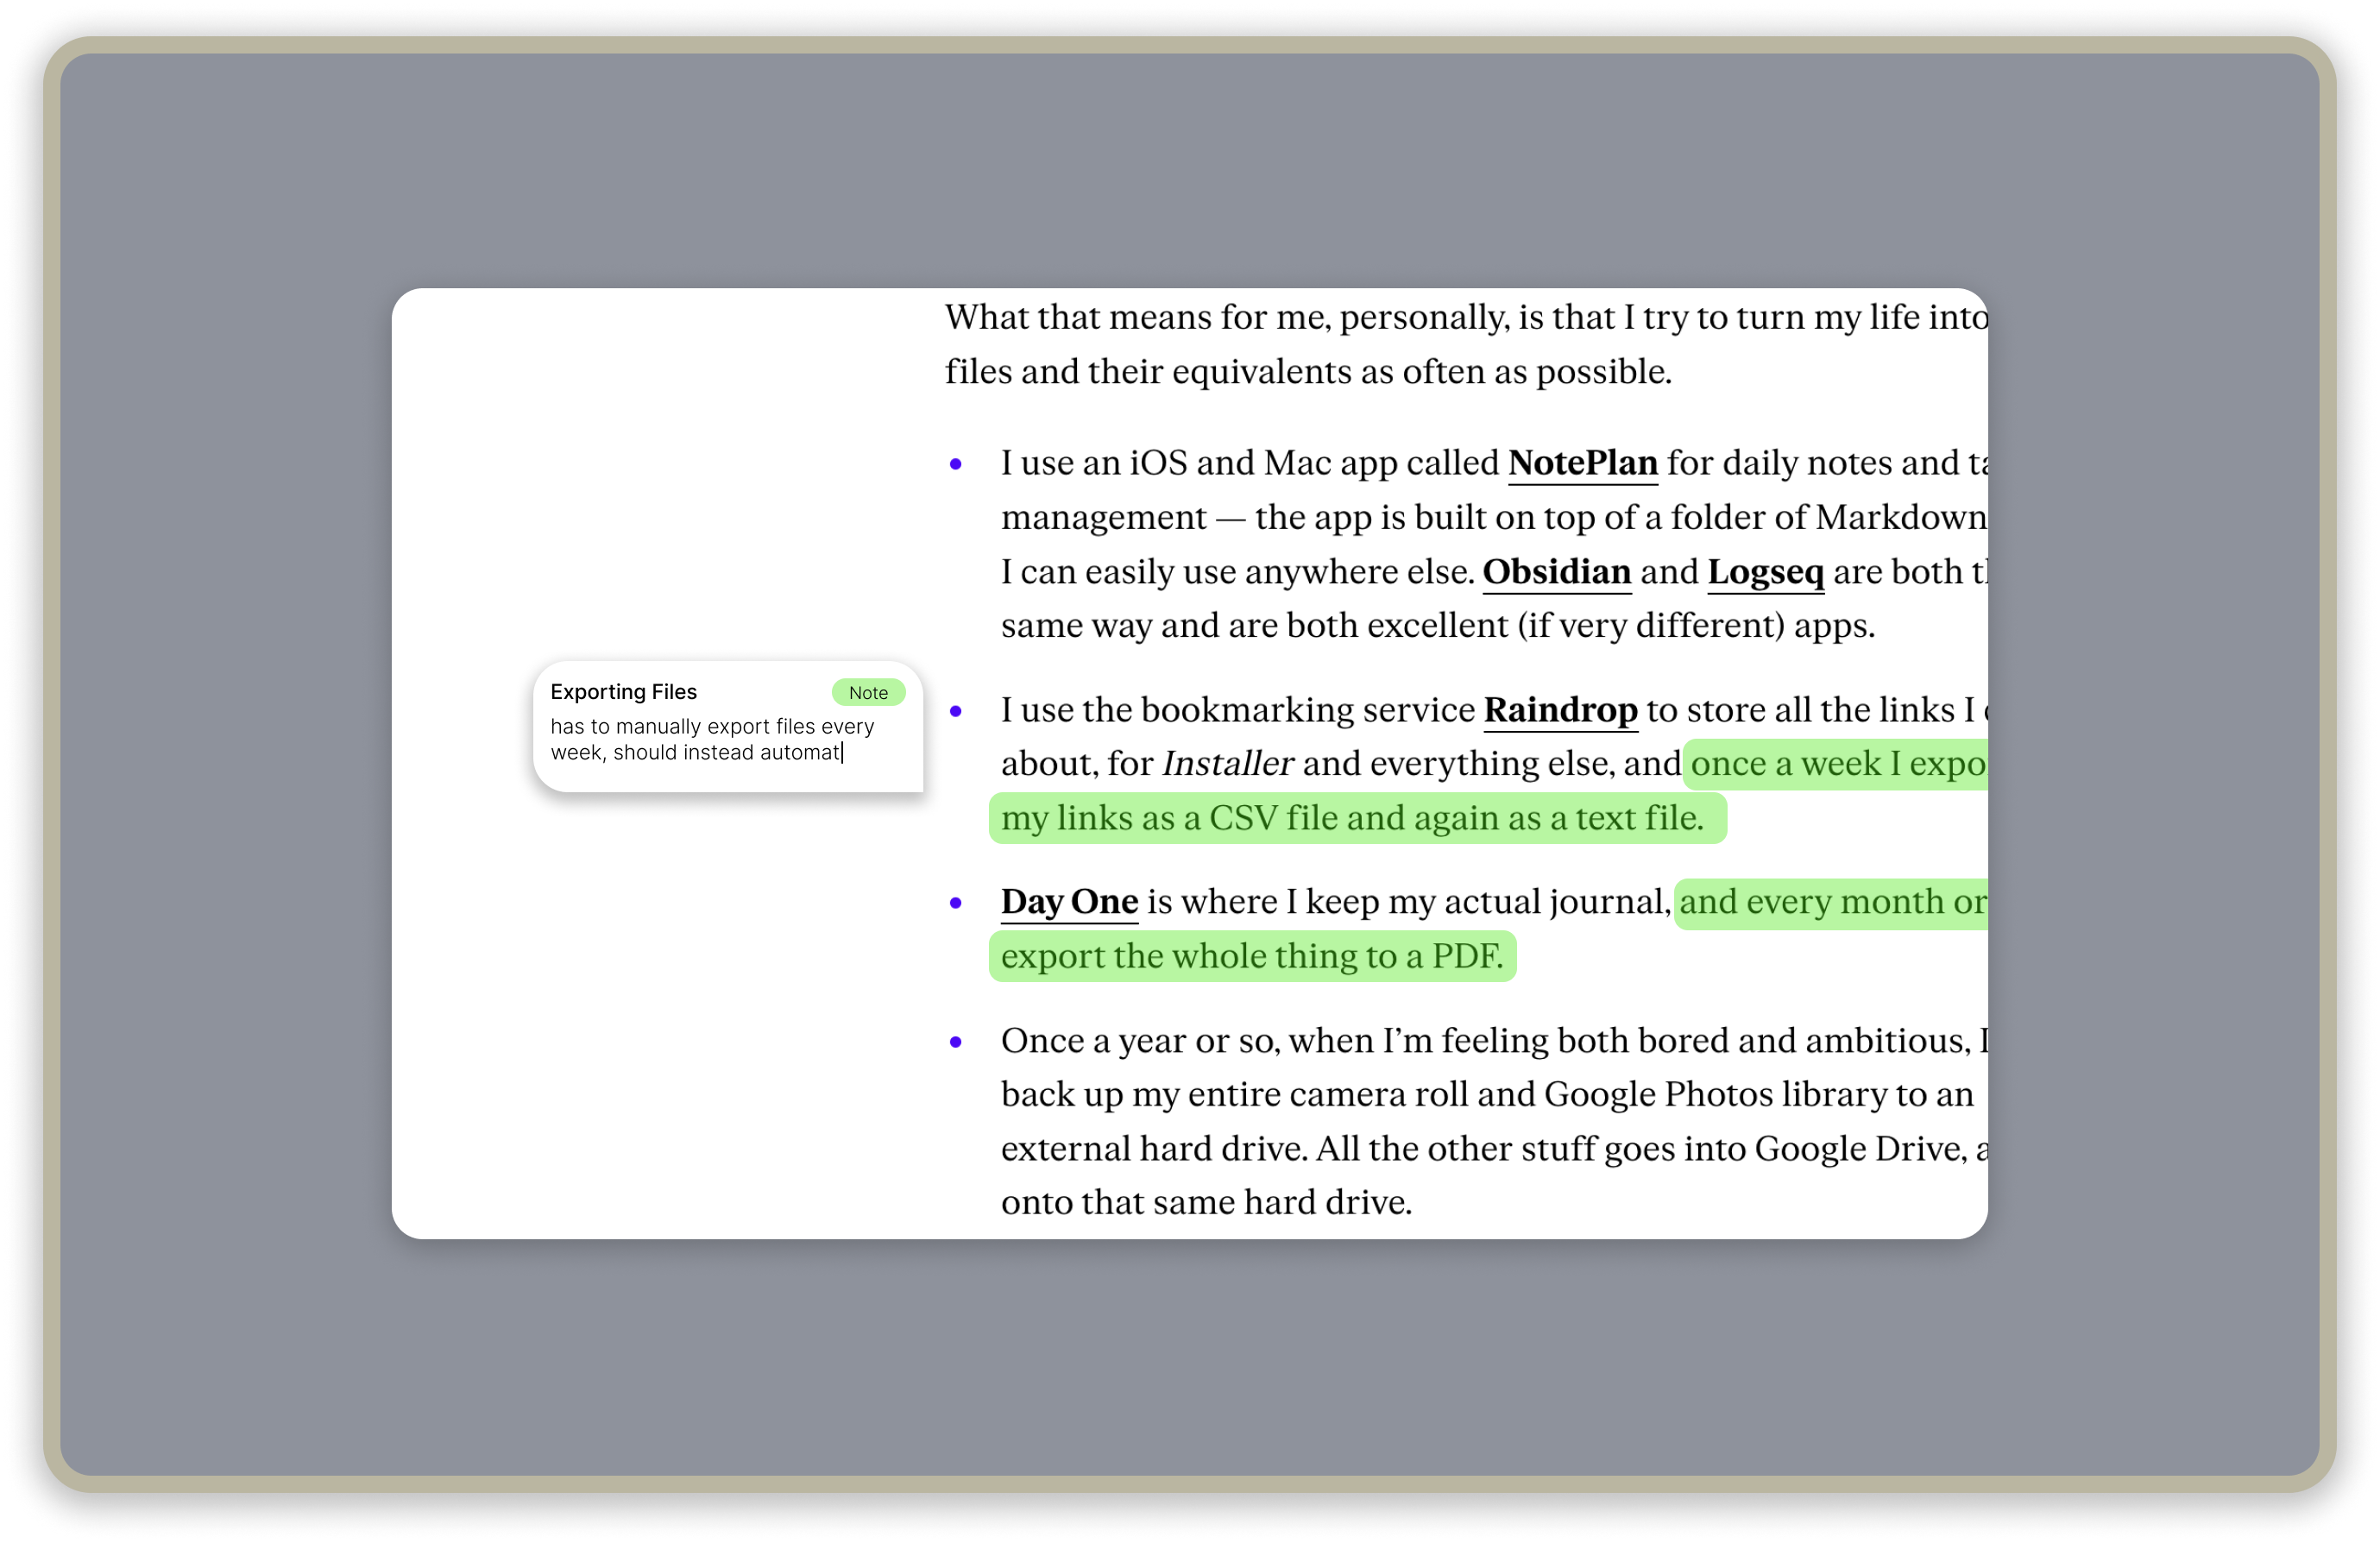 What that means for me, personally, is that I try to turn my life into
files and their equivalents as often as possible.
• I use an iOS and Mac app called NotePlan for daily notes and
management — the app is built on top of a folder of Markdown
I can easily use anywhere else. Obsidian and Logseq are both
same way and are both excellent (if very different) apps.
Exporting Files Note
has to manually export files every
week, should instead automat
• I use the bookmarking service Raindrop to store all the links I
about, for Installer and everything else, and once a week I expo
my links as a CSV file and again as a text file.
• Day One is where I keep my actual journal, and every month or
export the whole thing to a PDF.
• Once a year or so, when I’m feeling both bored and ambitious, I
back up my entire camera roll and Google Photos library to an
external hard drive. All the other stuff goes into Google Drive,
onto that same hard drive.